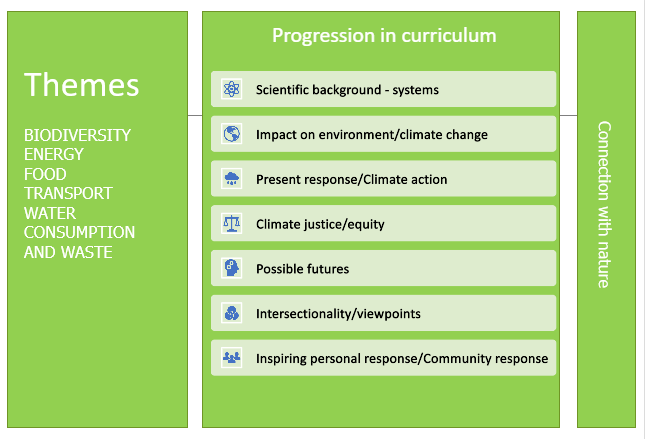 Themes
BIODIVERSITY
ENERGY
FOOD
TRANSPORT
WATER
CONSUMPTION
AND WASTE
Progression in curriculum
Scientific background - systems
Impact on environment/climate change
Present response/Climate action
Climate justice/equity
Possible futures
Intersectionality/viewpoints
Inspiring personal response/Community response
Connection with nature